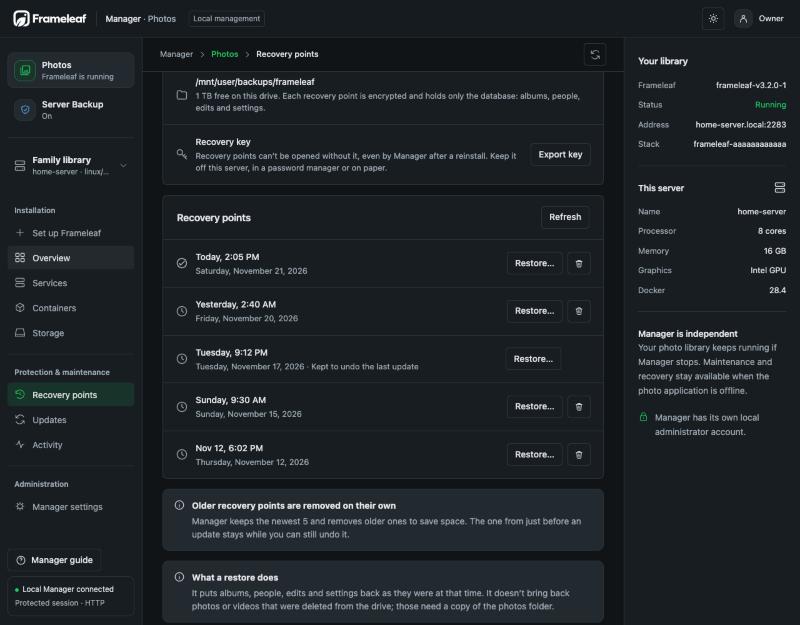 Frameleaf
Manager · Photos
Local management
Owner
Photos
Frameleaf is running
Server Backup
On
Family library
home-server · linux/...
Installation
Set up Frameleaf
Overview
Services
Containers
Storage
Protection & maintenance
Recovery points
Updates
Activity
Administration
Manager settings
Manager guide
Local Manager connected
Protected session · HTTP
Manager > Photos > Recovery points
/mnt/user/backups/frameleaf
1 TB free on this drive. Each recovery point is encrypted and holds only the database: albums, people,
edits and settings.
Recovery key
Recovery points can't be opened without it, even by Manager after a reinstall. Keep it
off this server, in a password manager or on paper.
Export key
Recovery points
Refresh
Today, 2:05 PM
Saturday, November 21, 2026
Restore...
Yesterday, 2:40 AM
Friday, November 20, 2026
Restore...
Tuesday, 9:12 PM
Tuesday, November 17, 2026 · Kept to undo the last update
Restore...
Sunday, 9:30 AM
Sunday, November 15, 2026
Restore...
Nov 12, 6:02 PM
Thursday, November 12, 2026
Restore...
Older recovery points are removed on their own
Manager keeps the newest 5 and removes older ones to save space. The one from just before an
update stays while you can still undo it.
What a restore does
It puts albums, people, edits and settings back as they were at that time. It doesn't bring back
photos or videos that were deleted from the drive; those need a copy of the photos folder.
Your library
Frameleaf frameleaf-v3.2.0-1
Status Running
Address home-server.local:2283
Stack frameleaf-aaaaaaaaaaaa
This server
Name home-server
Processor 8 cores
Memory 16 GB
Graphics Intel GPU
Docker 28.4
Manager is independent
Your photo library keeps running if
Manager stops. Maintenance and
recovery stay available when the
photo application is offline.
Manager has its own local
administrator account.